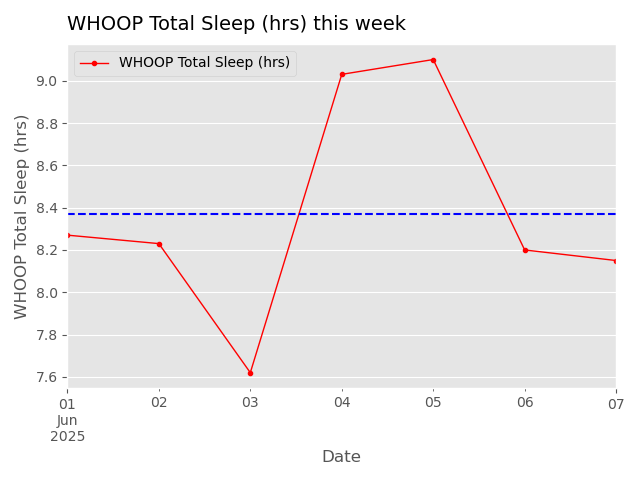 WHOOP Total Sleep (hrs) this week
WHOOP Total Sleep (hrs)
WHOOP Total Sleep (hrs)
9.0
8.8
8.6
8.4
8.2
8.0
7.8
7.6
01 02 03 04 05 06 07
Jun
2025
Date